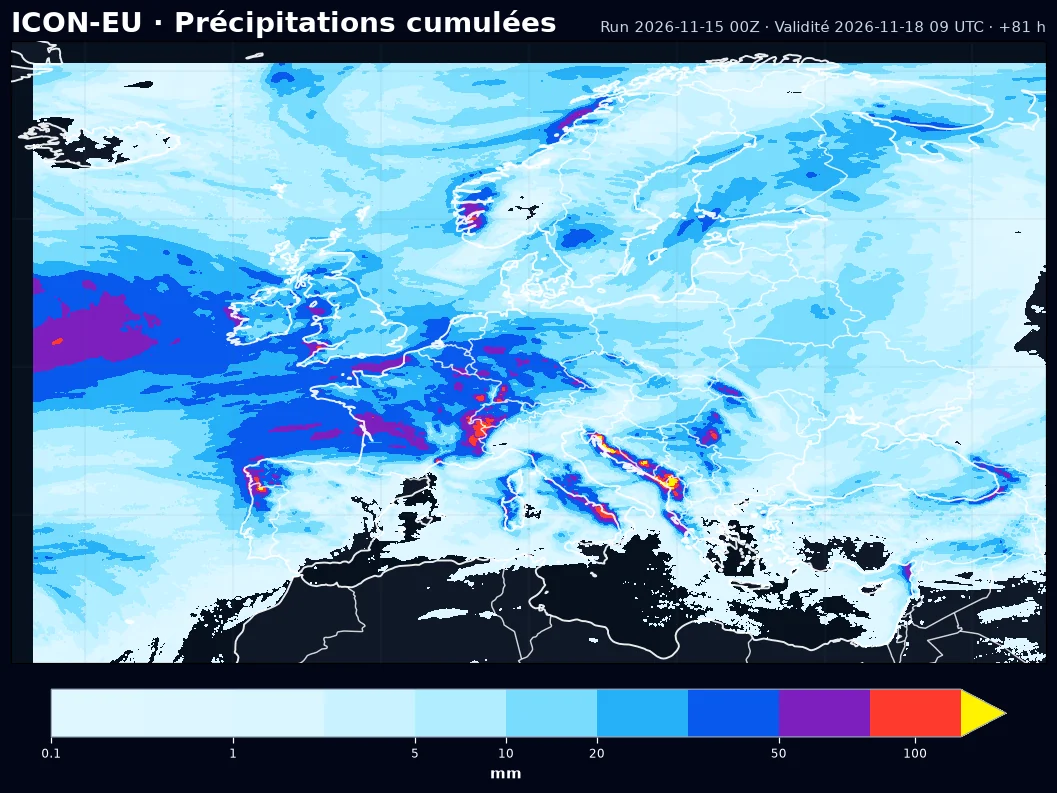 ICON-EU · Précipitations cumulées
Run 2026-11-15 00Z · Validité 2026-11-18 09 UTC · +81 h
0.1 1 5 10 20 50 100
mm